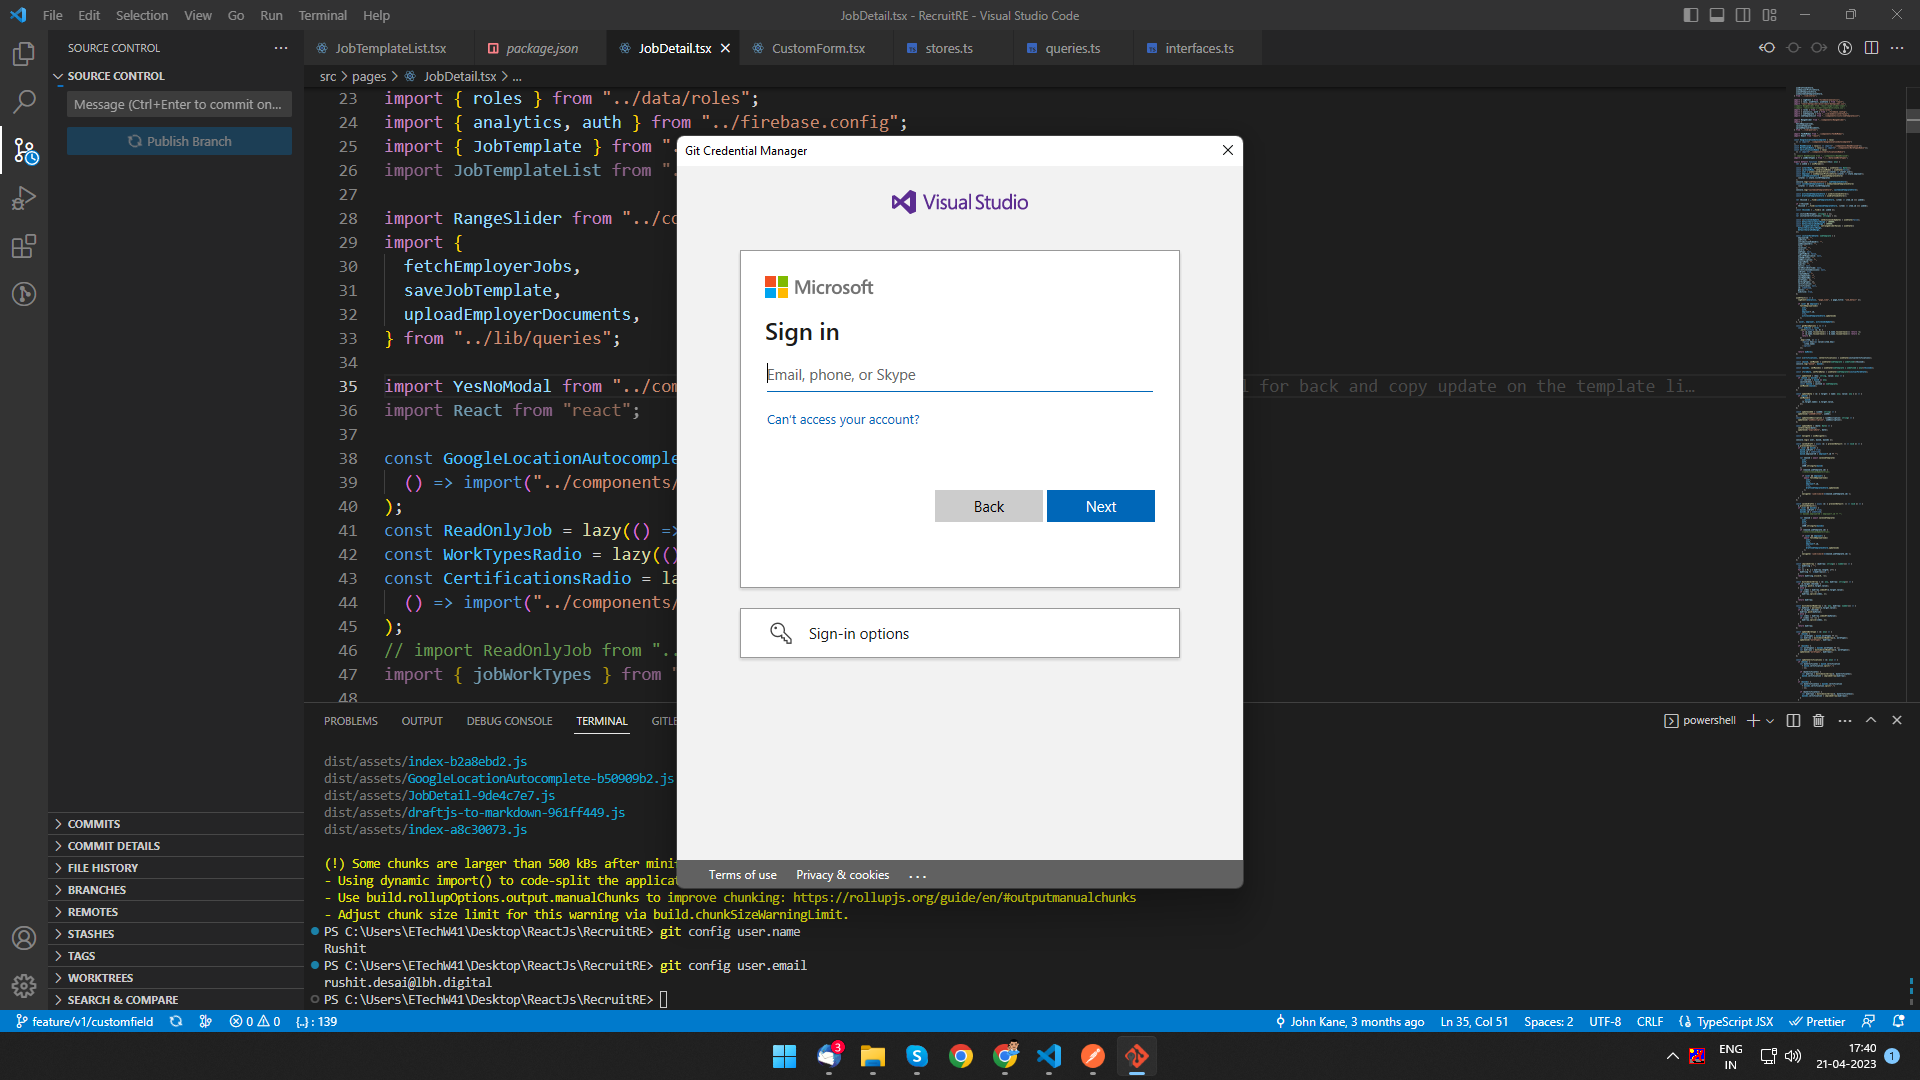 File Edit Selection View Go Run Terminal Help
JobDetail.tsx - RecruitRE - Visual Studio Code
SOURCE CONTROL
JobTemplateList.tsx
package.json
JobDetail.tsx
CustomForm.tsx
stores.ts
queries.ts
interfaces.ts
SOURCE CONTROL
src > pages > JobDetail.tsx > ...
Message (Ctrl+Enter to commit on...
Publish Branch
23 import { roles } from "../data/roles";
24 import { analytics, auth } from "../firebase.config";
25 import { JobTemplate } from "
26 import JobTemplateList from "
27
28 import RangeSlider from "../co
29 import {
30 fetchEmployerJobs,
31 saveJobTemplate,
32 uploadEmployerDocuments,
33 } from "../lib/queries";
34
35 import YesNoModal from "../com
l for back and copy update on the template li...
36 import React from "react";
37
38 const GoogleLocationAutocomple
39 () => import("../components/
40 );
41 const ReadOnlyJob = lazy(() =>
42 const WorkTypesRadio = lazy(()
43 const CertificationsRadio = la
44 () => import("../components/
45 );
46 // import ReadOnlyJob from "..
47 import { jobWorkTypes } from "
48
Git Credential Manager
Visual Studio
Microsoft
Sign in
Email, phone, or Skype
Can't access your account?
Back
Next
Sign-in options
Terms of use Privacy & cookies ...
PROBLEMS OUTPUT DEBUG CONSOLE TERMINAL GITLE
powershell
dist/assets/index-b2a8ebd2.js
dist/assets/GoogleLocationAutocomplete-b50909b2.js
dist/assets/JobDetail-9de4c7e7.js
dist/assets/draftjs-to-markdown-961ff449.js
dist/assets/index-a8c30073.js
(!) Some chunks are larger than 500 kBs after mini
- Using dynamic import() to code-split the applicat
- Use build.rollupOptions.output.manualChunks to improve chunking: https://rollupjs.org/guide/en/#outputmanualchunks
- Adjust chunk size limit for this warning via build.chunkSizeWarningLimit.
PS C:\Users\ETechW41\Desktop\ReactJs\RecruitRE> git config user.name
Rushit
PS C:\Users\ETechW41\Desktop\ReactJs\RecruitRE> git config user.email
rushit.desai@lbh.digital
PS C:\Users\ETechW41\Desktop\ReactJs\RecruitRE>
COMMITS
COMMIT DETAILS
FILE HISTORY
BRANCHES
REMOTES
STASHES
TAGS
WORKTREES
SEARCH & COMPARE
feature/v1/customfield
0 0
{..} : 139
John Kane, 3 months ago
Ln 35, Col 51
Spaces: 2
UTF-8
CRLF
TypeScript JSX
Prettier
3
ENG
IN
17:40
21-04-2023
1